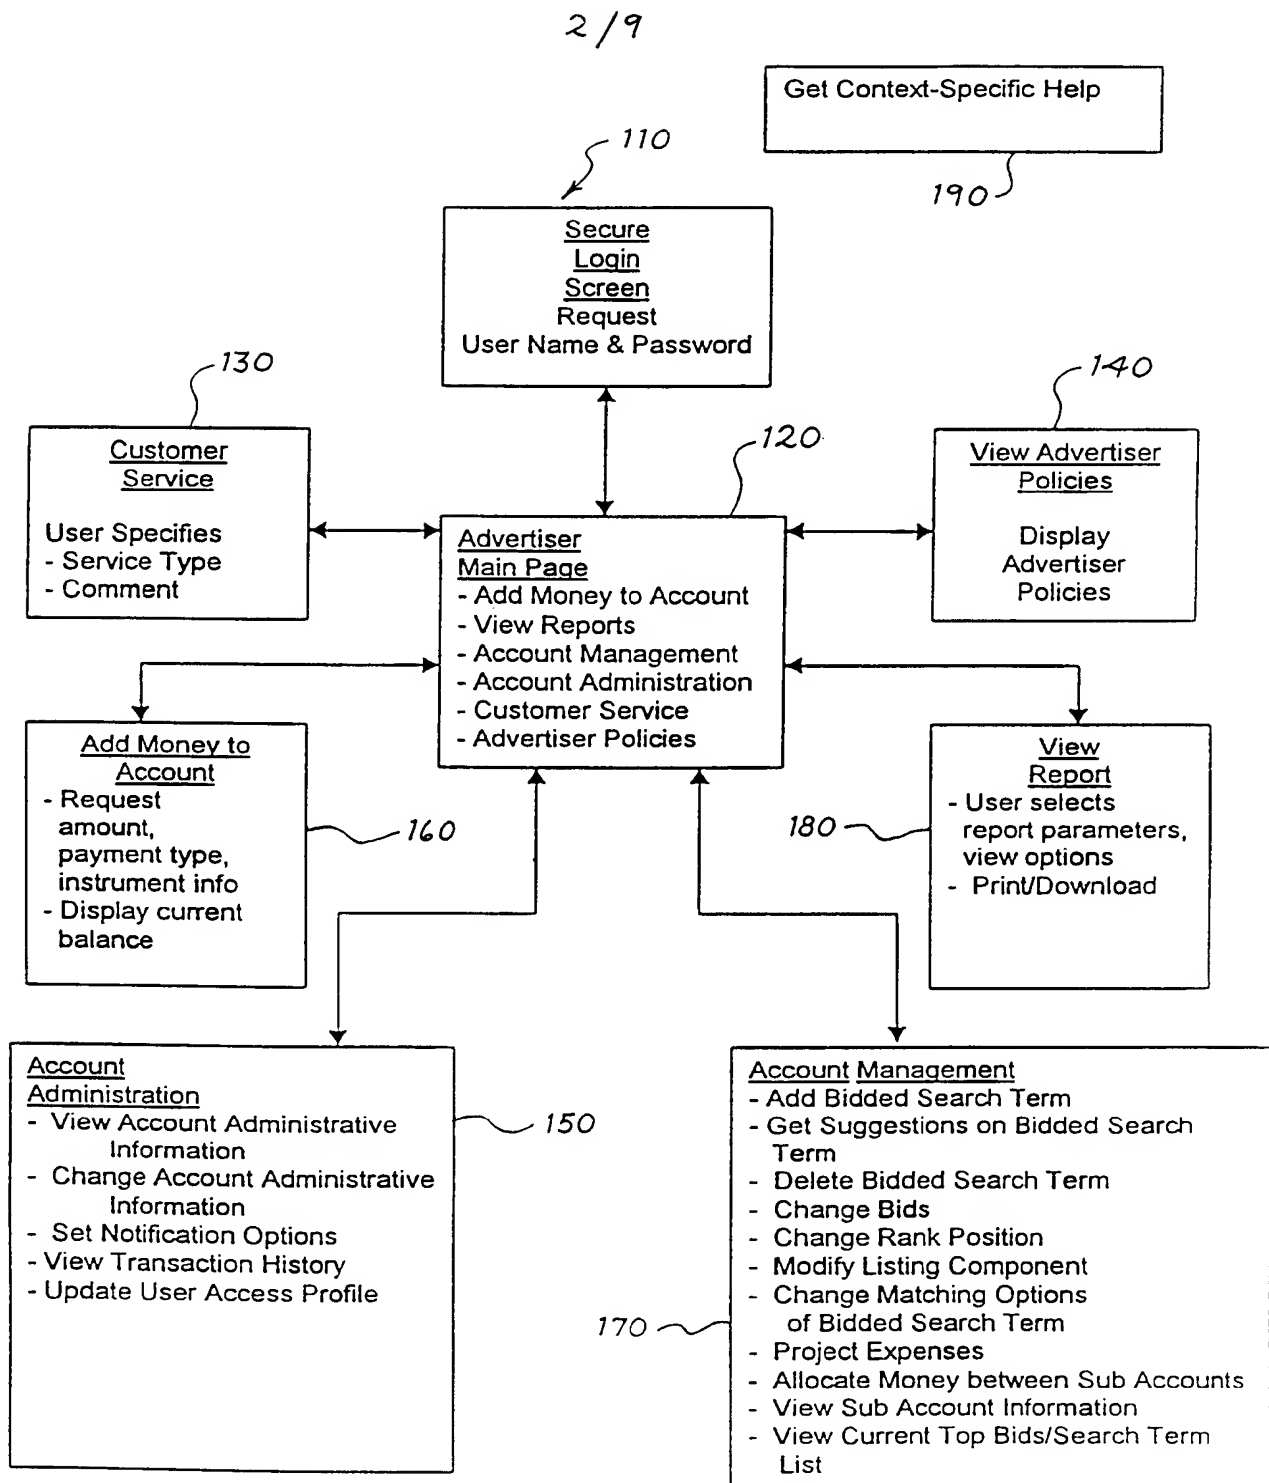 2/9
Get Context-Specific Help
190
110
Secure
Login
Screen
Request
User Name & Password
130
Customer
Service
User Specifies
- Service Type
- Comment
120
Advertiser
Main Page
- Add Money to Account
- View Reports
- Account Management
- Account Administration
- Customer Service
- Advertiser Policies
140
View Advertiser
Policies
Display
Advertiser
Policies
Add Money to
Account
- Request
amount,
payment type,
instrument info
- Display current
balance
160
View
Report
- User selects
report parameters,
view options
- Print/Download
180
Account
Administration
- View Account Administrative
Information
- Change Account Administrative
Information
- Set Notification Options
- View Transaction History
- Update User Access Profile
150
Account Management
- Add Bidded Search Term
- Get Suggestions on Bidded Search
Term
- Delete Bidded Search Term
- Change Bids
- Change Rank Position
- Modify Listing Component
- Change Matching Options
of Bidded Search Term
- Project Expenses
- Allocate Money between Sub Accounts
- View Sub Account Information
- View Current Top Bids/Search Term
List
170